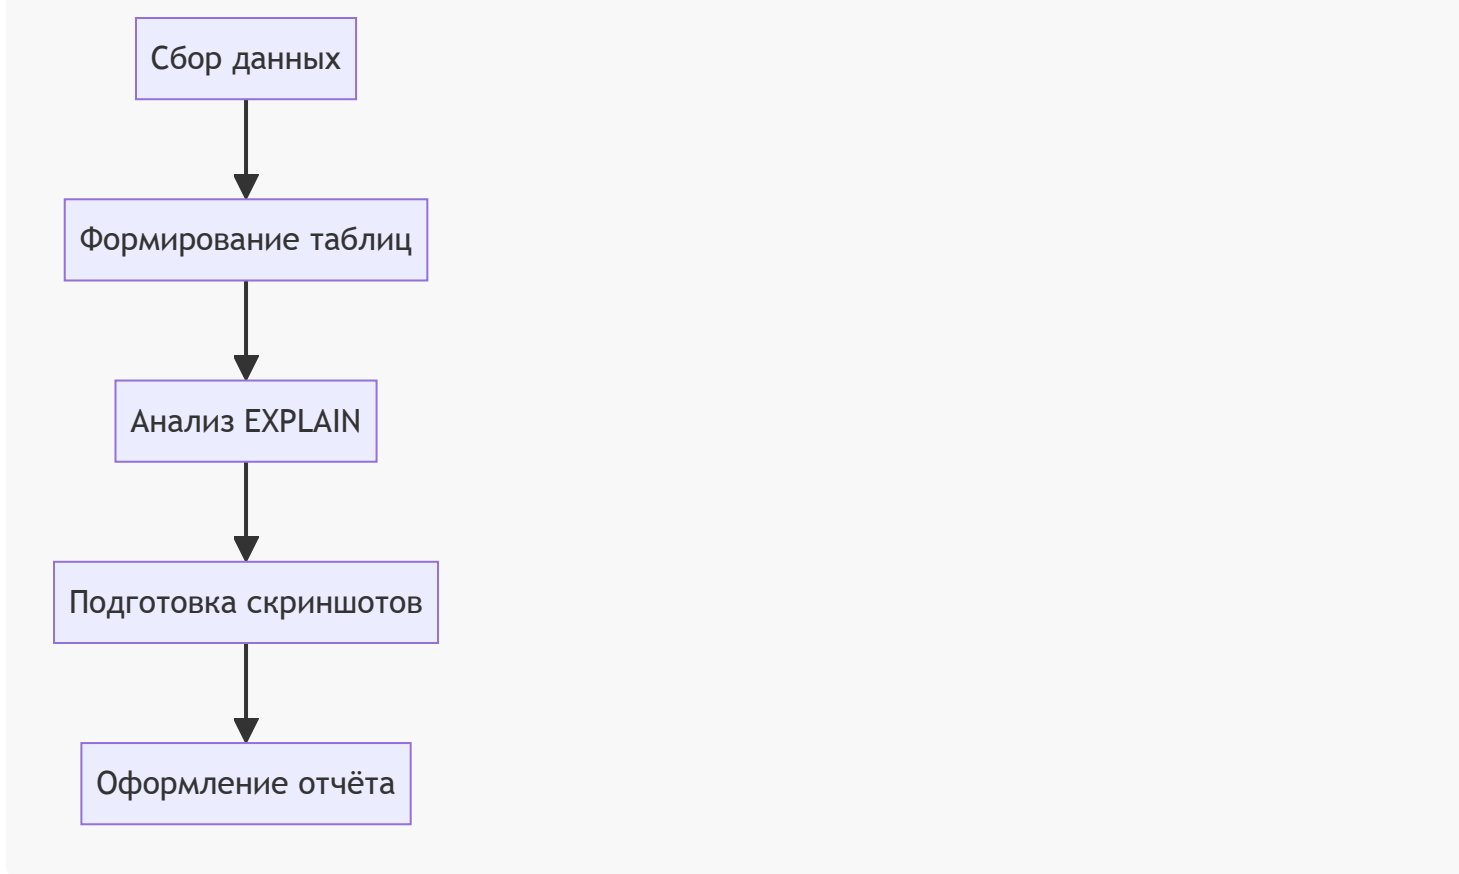 Сбор данных
Формирование таблиц
Анализ EXPLAIN
Подготовка скриншотов
Оформление отчёта